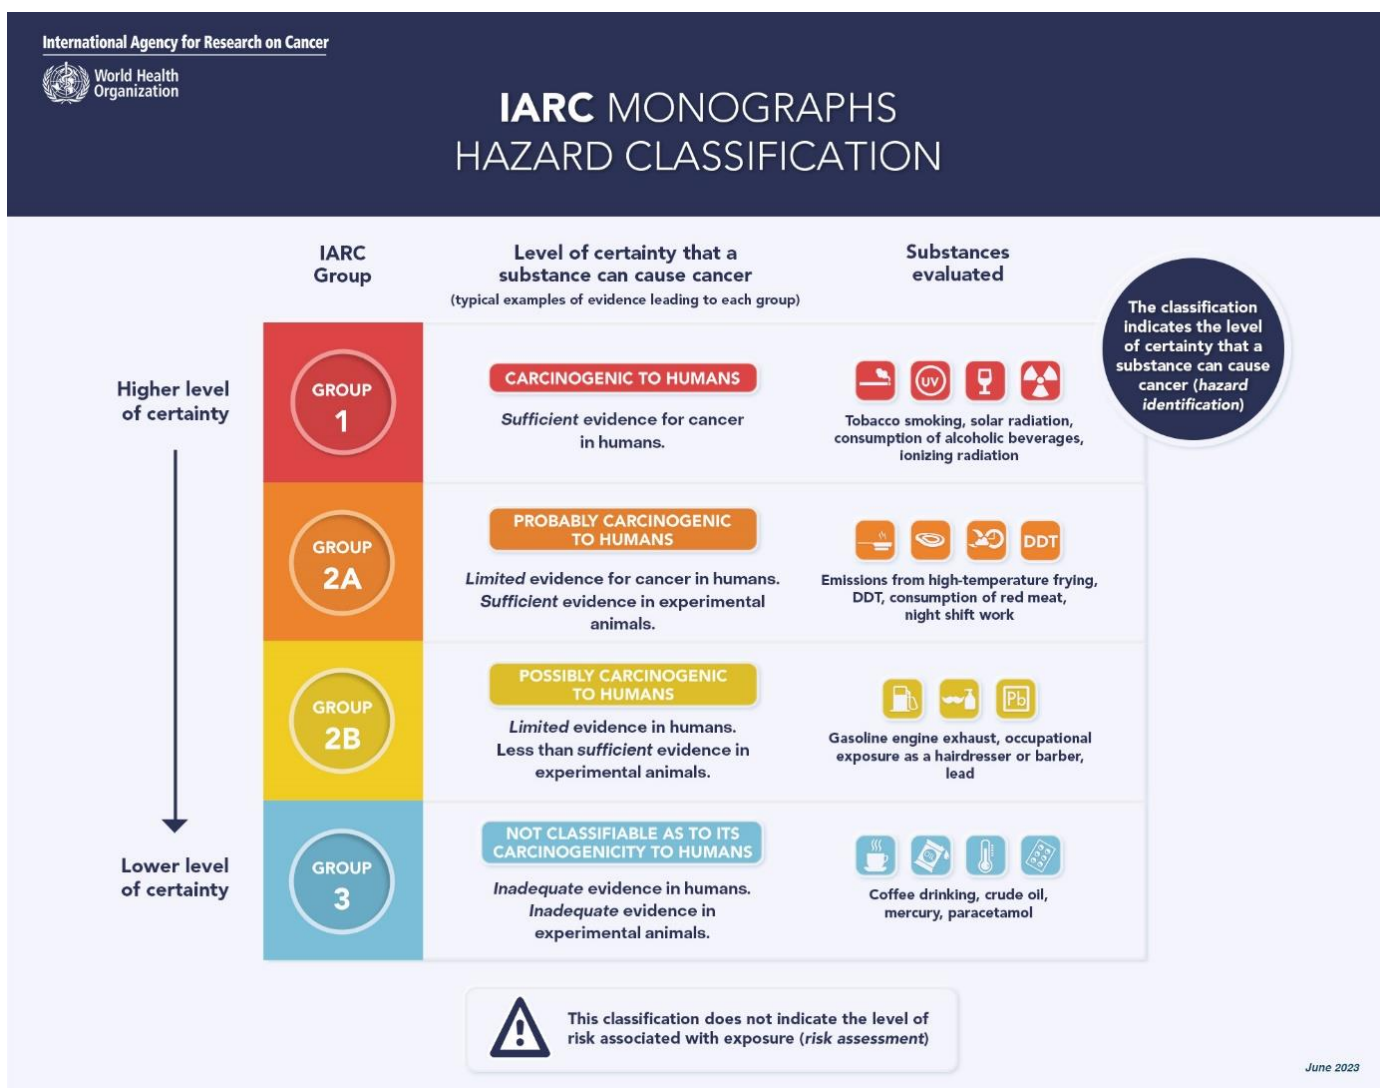 International Agency for Research on Cancer
World Health
Organization
IARC MONOGRAPHS
HAZARD CLASSIFICATION
IARC
Group
Level of certainty that a
substance can cause cancer
(typical examples of evidence leading to each group)
Substances
evaluated
The classification
indicates the level
of certainty that a
substance can cause
cancer (hazard
identification)
Higher level
of certainty
GROUP
1
CARCINOGENIC TO HUMANS
Sufficient evidence for cancer
in humans.
UV
Tobacco smoking, solar radiation,
consumption of alcoholic beverages,
ionizing radiation
GROUP
2A
PROBABLY CARCINOGENIC
TO HUMANS
Limited evidence for cancer in humans.
Sufficient evidence in experimental
animals.
DDT
Emissions from high-temperature frying,
DDT, consumption of red meat,
night shift work
GROUP
2B
POSSIBLY CARCINOGENIC
TO HUMANS
Limited evidence in humans.
Less than sufficient evidence in
experimental animals.
Pb
Gasoline engine exhaust, occupational
exposure as a hairdresser or barber,
lead
Lower level
of certainty
GROUP
3
NOT CLASSIFIABLE AS TO ITS
CARCINOGENICITY TO HUMANS
Inadequate evidence in humans.
Inadequate evidence in
experimental animals.
Coffee drinking, crude oil,
mercury, paracetamol
This classification does not indicate the level of
risk associated with exposure (risk assessment)
June 2023